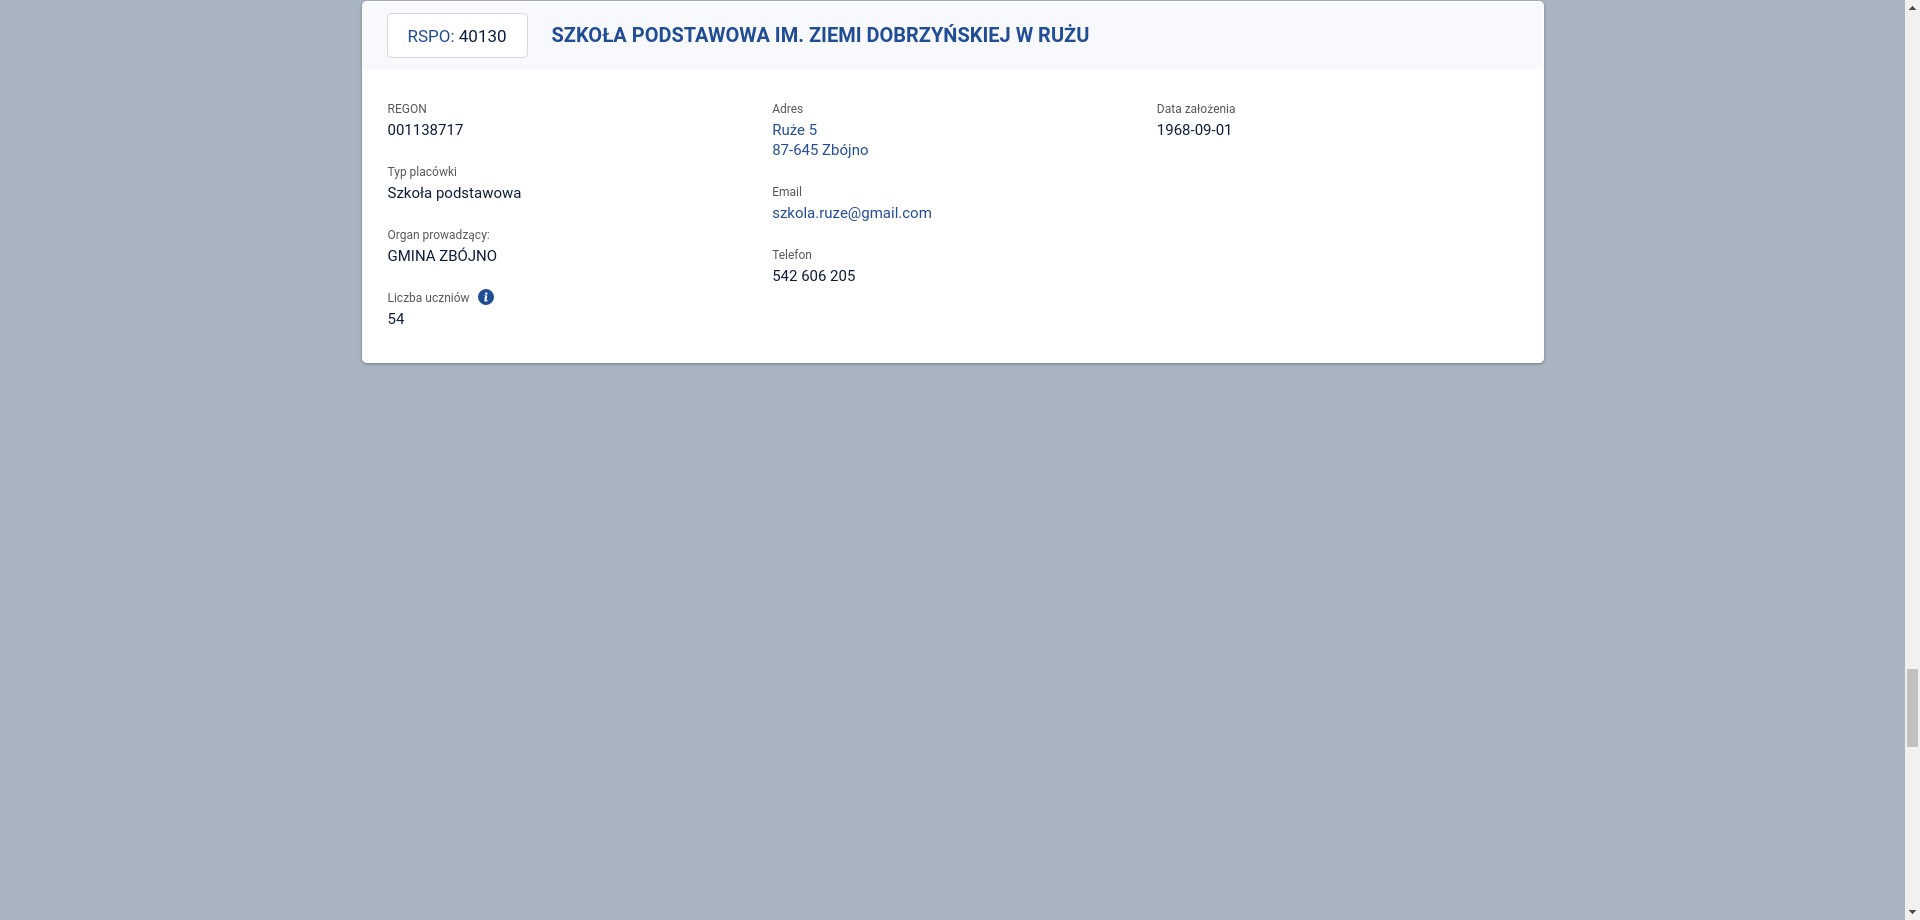 RSPO: 40130
SZKOŁA PODSTAWOWA IM. ZIEMI DOBRZYŃSKIEJ W RUŻU
REGON
001138717
Typ placówki
Szkoła podstawowa
Organ prowadzący:
GMINA ZBÓJNO
Liczba uczniów
54
Adres
Ruże 5
87-645 Zbójno
Email
szkola.ruze@gmail.com
Telefon
542 606 205
Data założenia
1968-09-01